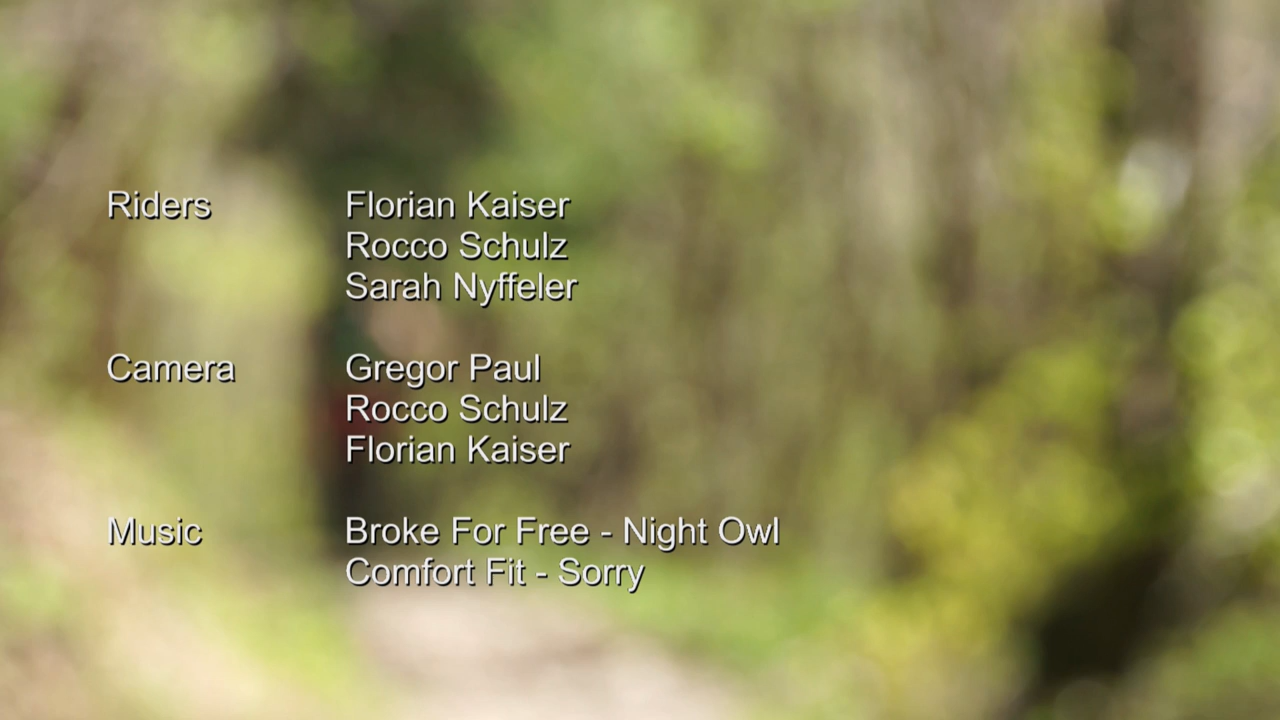 Riders Florian Kaiser
Rocco Schulz
Sarah Nyffeler
Camera Gregor Paul
Rocco Schulz
Florian Kaiser
Music Broke For Free - Night Owl
Comfort Fit - Sorry